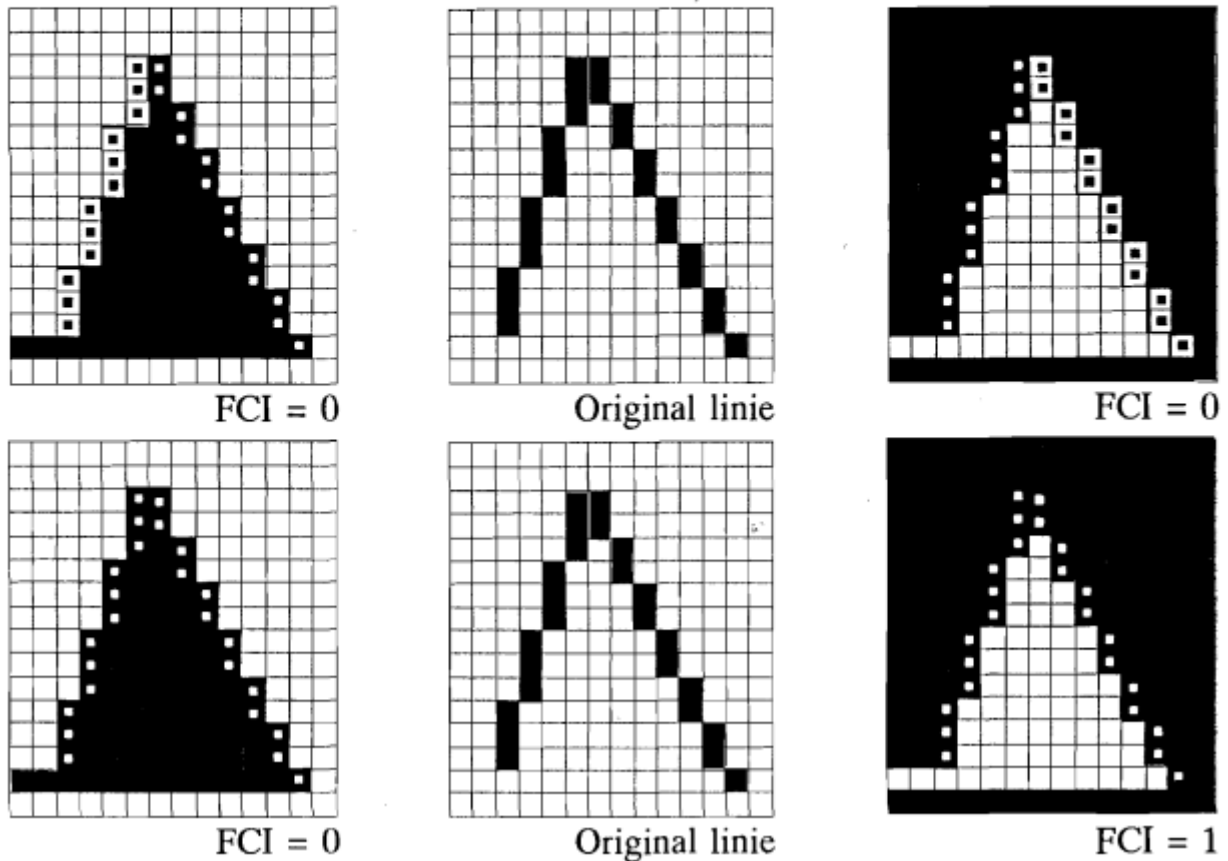 FCI = 0
Original linie
FCI = 0
FCI = 0
Original linie
FCI = 1